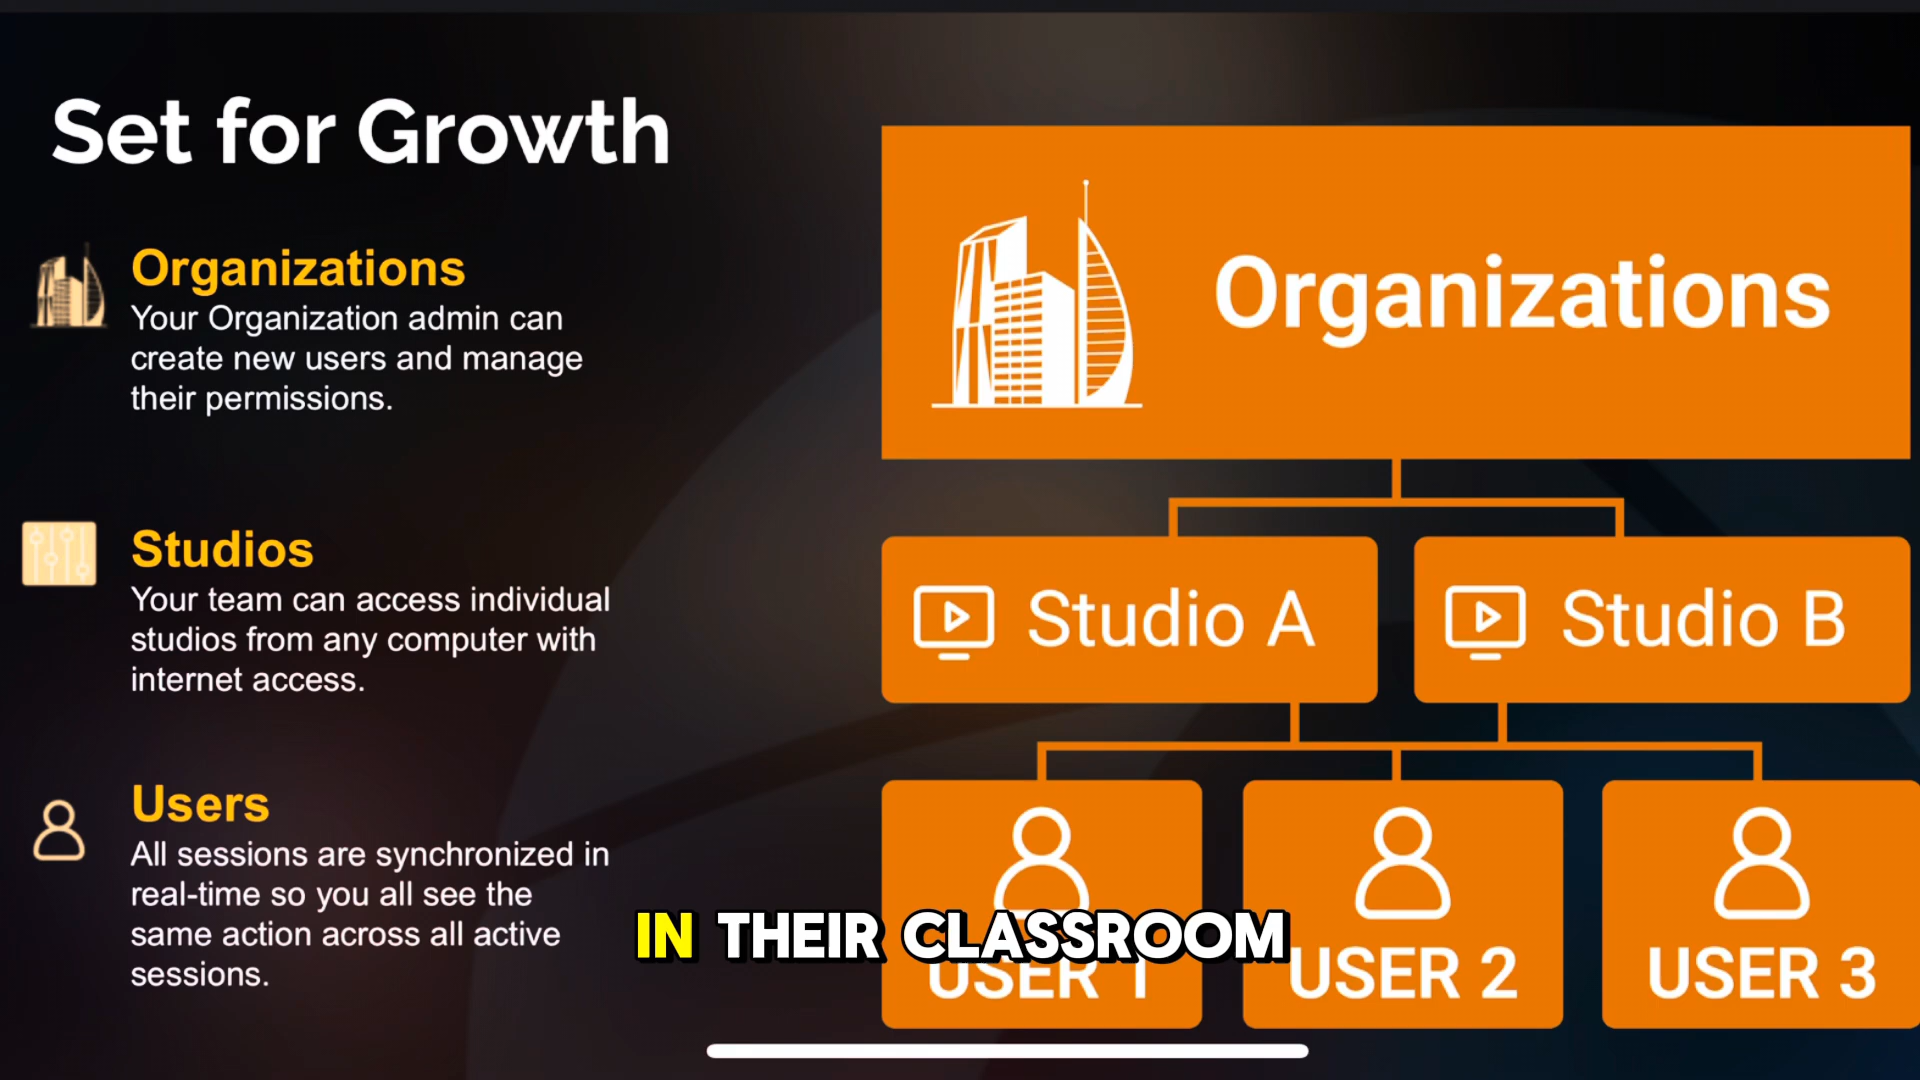 Set for Growth
Organizations
Your Organization admin can
create new users and manage
their permissions.
Studios
Your team can access individual
studios from any computer with
internet access.
Users
All sessions are synchronized in
real-time so you all see the
same action across all active
sessions.
Organizations
Studio A
Studio B
IN THEIR CLASSROOM
USER 1
USER 2
USER 3